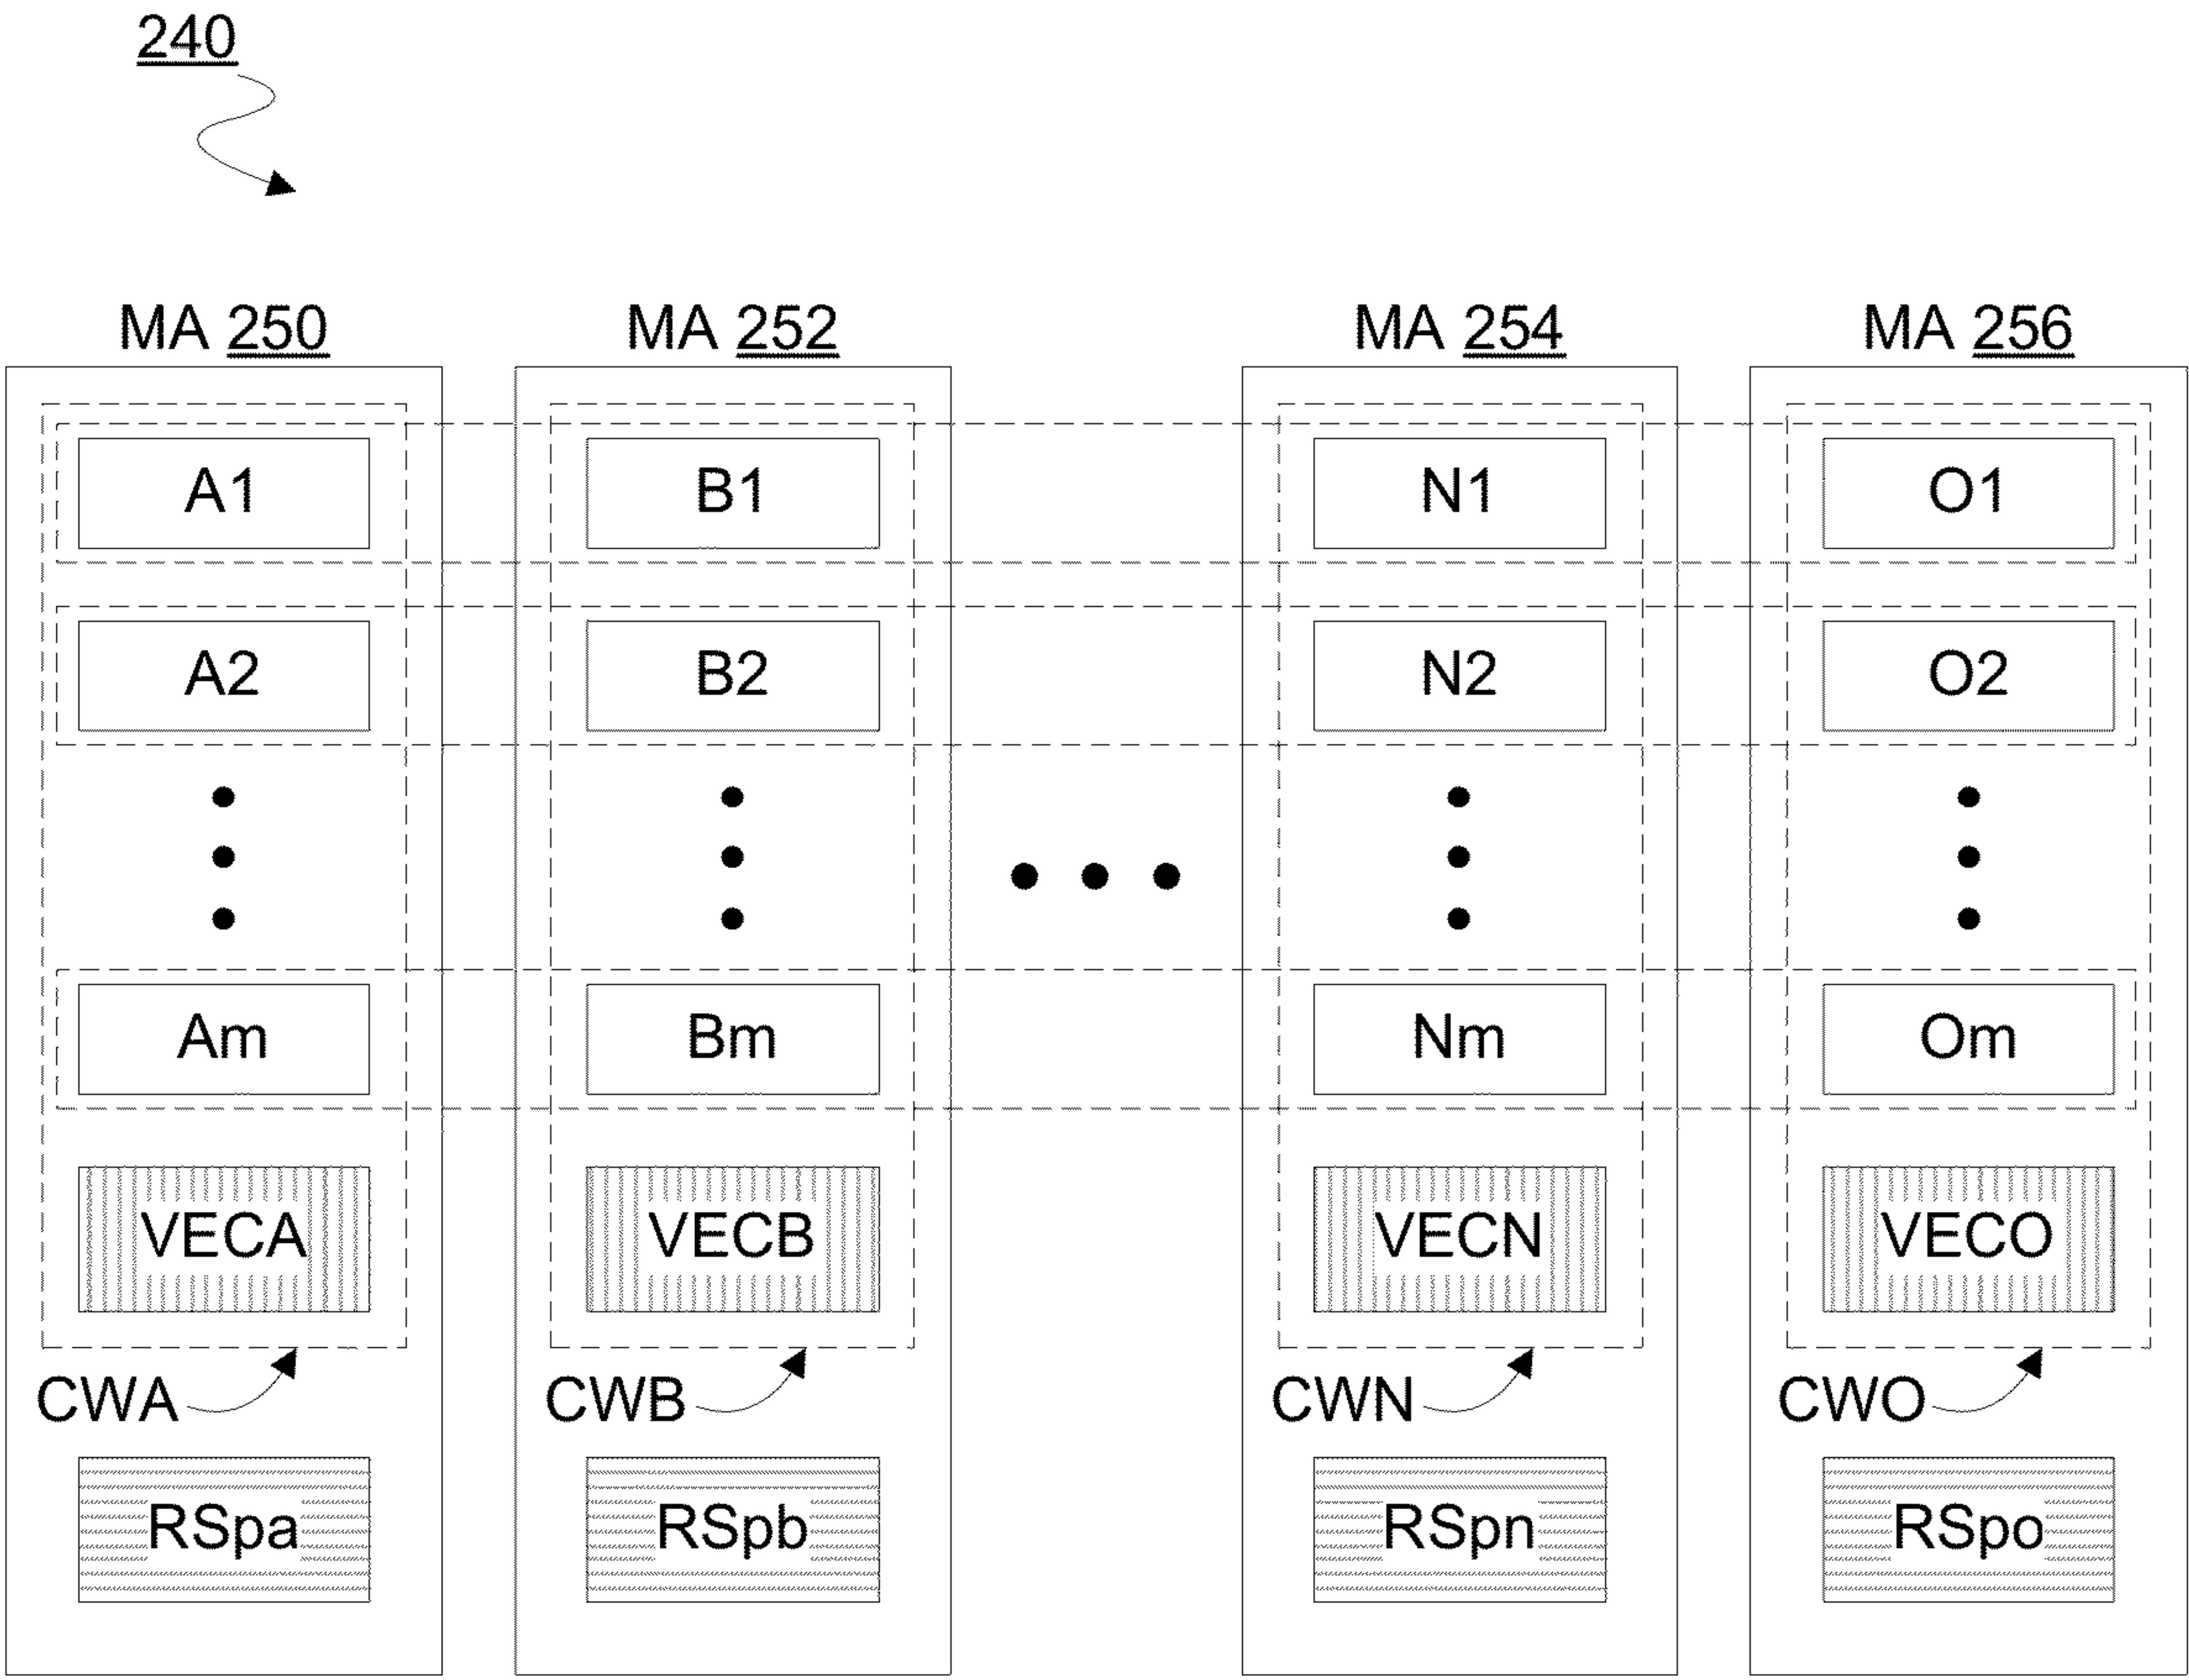 240
MA 250 MA 252 MA 254 MA 256
A1 B1 N1 O1
A2 B2 N2 O2
Am Bm Nm Om
VECA VECB VECN VECO
CWA CWB CWN CWO
RSpa RSpb RSpn RSpo